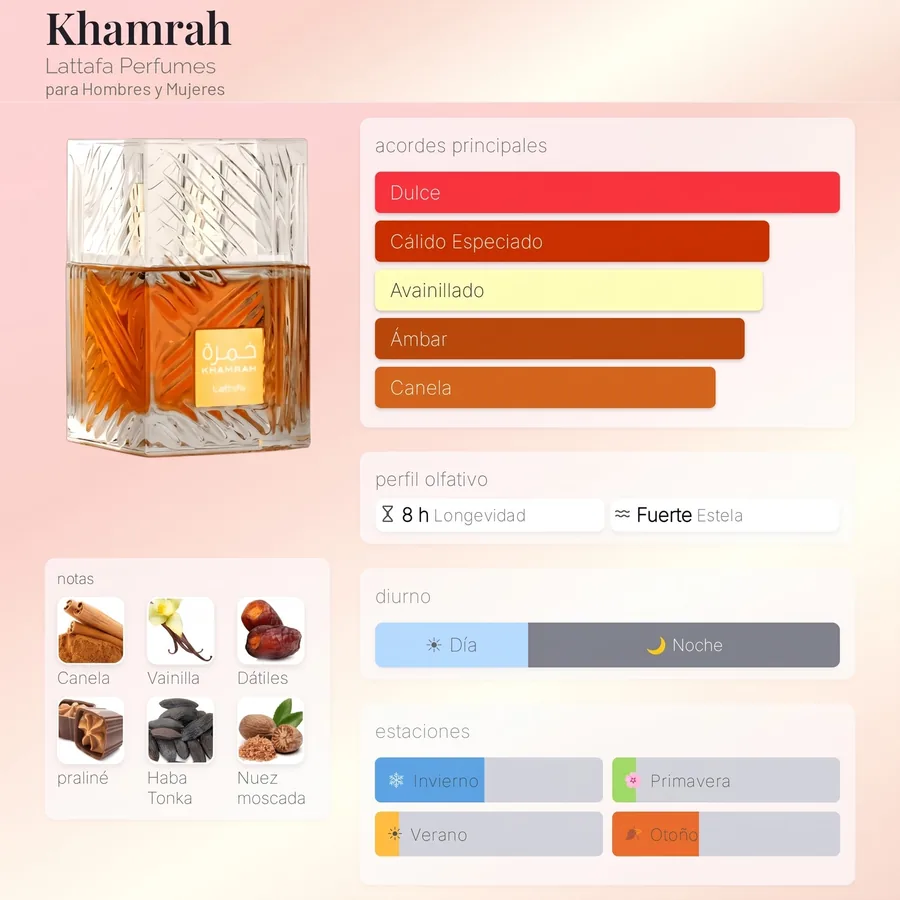 Khamrah
Lattafa Perfumes
para Hombres y Mujeres
خمرة
KHAMRAH
Lattafa
acordes principales
Dulce
Cálido Especiado
Avainillado
Ámbar
Canela
perfil olfativo
8 h Longevidad
Fuerte Estela
diurno
Día
Noche
estaciones
Invierno
Primavera
Verano
Otoño
notas
Canela
Vainilla
Dátiles
praliné
Haba
Tonka
Nuez
moscada